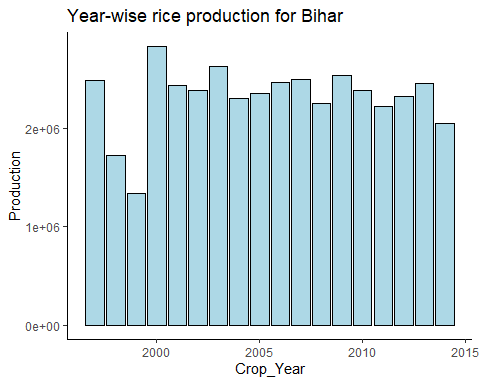 Year-wise rice production for Bihar
Production
2e+06
1e+06
0e+00
2000 2005 2010 2015
Crop_Year